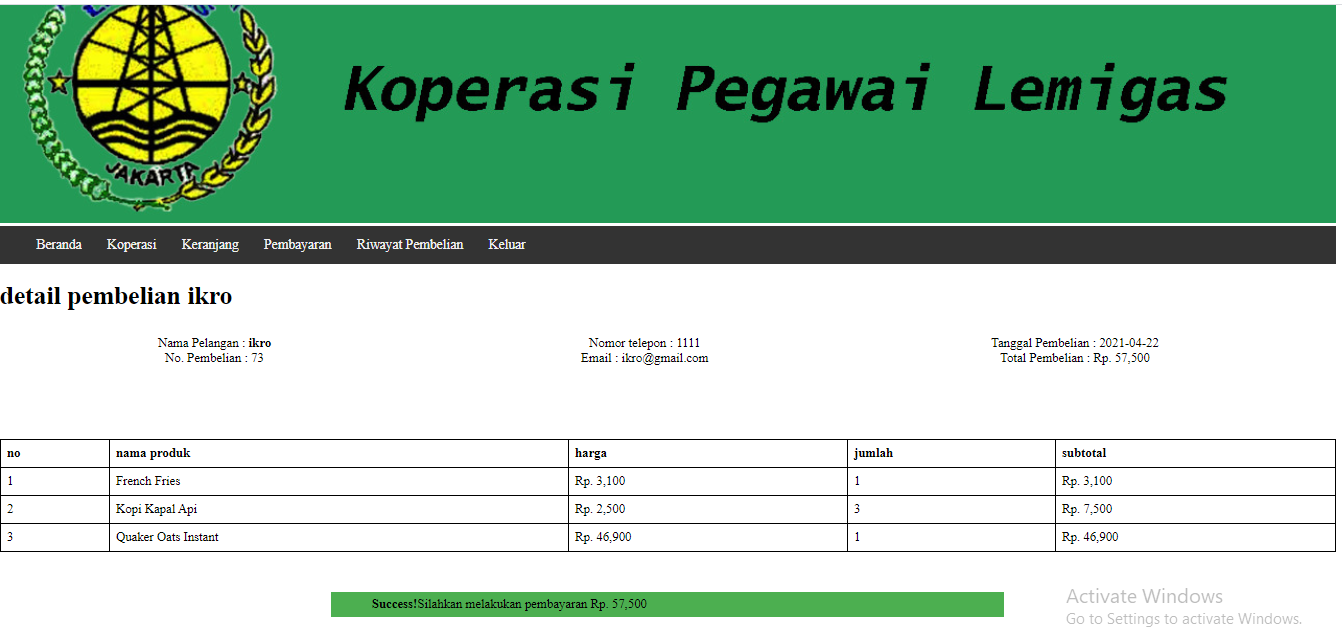 JAKARTA
Koperasi Pegawai Lemigas
Beranda Koperasi Keranjang Pembayaran Riwayat Pembelian Keluar
detail pembelian ikro
Nama Pelangan : ikro
No. Pembelian : 73
Nomor telepon : 1111
Email : ikro@gmail.com
Tanggal Pembelian : 2021-04-22
Total Pembelian : Rp. 57,500
no nama produk harga jumlah subtotal
1 French Fries Rp. 3,100 1 Rp. 3,100
2 Kopi Kapal Api Rp. 2,500 3 Rp. 7,500
3 Quaker Oats Instant Rp. 46,900 1 Rp. 46,900
Success!Silahkan melakukan pembayaran Rp. 57,500
Activate Windows
Go to Settings to activate Windows.